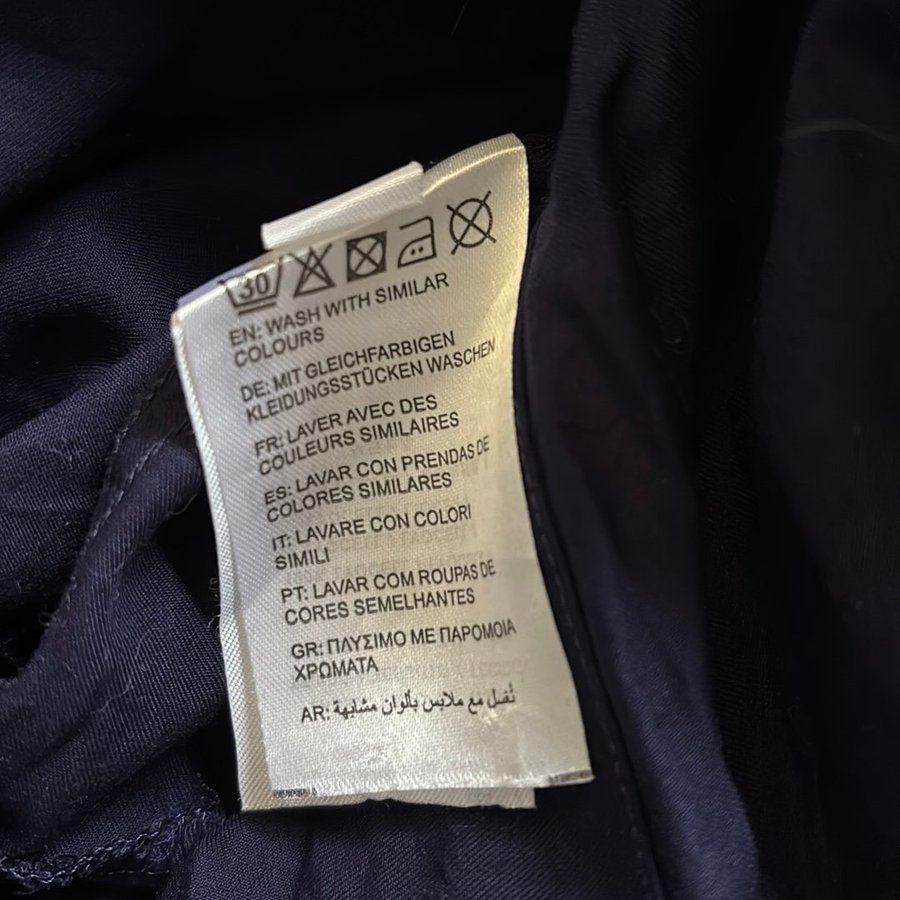 30
EN: WASH WITH SIMILAR
COLOURS
DE: MIT GLEICHFARBIGEN
KLEIDUNGSSTÜCKEN WASCHEN
FR: LAVER AVEC DES
COULEURS SIMILAIRES
ES: LAVAR CON PRENDAS DE
COLORES SIMILARES
IT: LAVARE CON COLORI
SIMILI
PT: LAVAR COM ROUPAS DE
CORES SEMELHANTES
GR: ΠΛΥΣΙΜΟ ΜΕ ΠΑΡΟΜΟΙΑ
ΧΡΩΜΑΤΑ
AR: تُغسل مع ملابس بألوان مشابهة